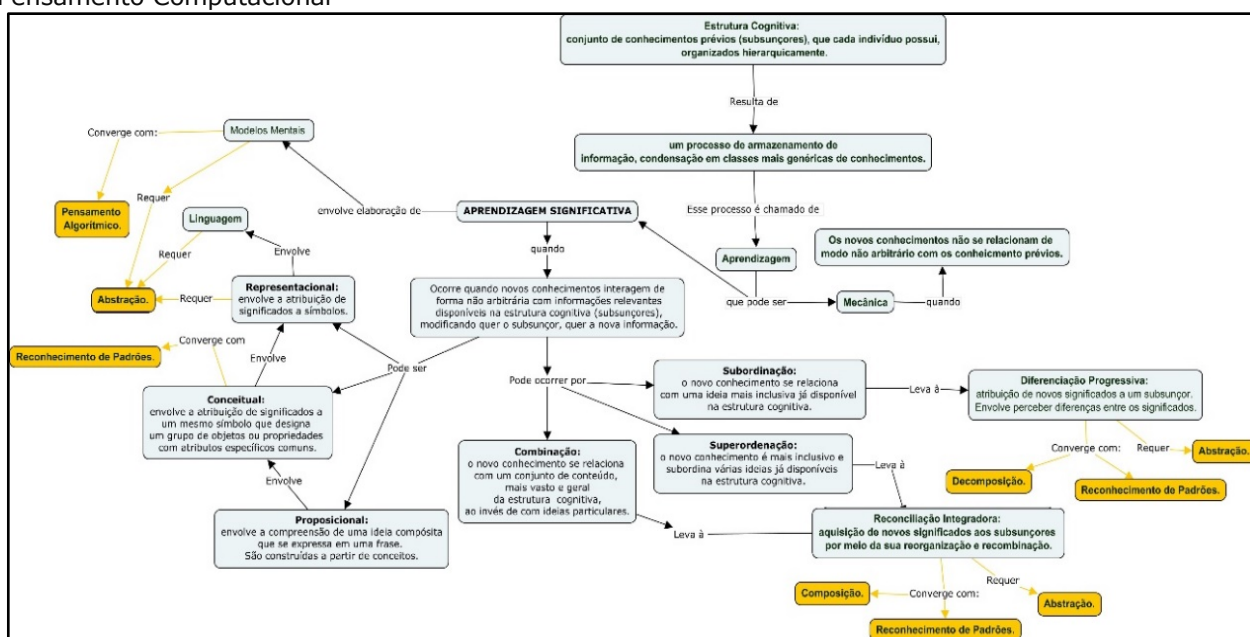 Pensamento Computacional
Estrutura Cognitiva:
conjunto de conhecimentos prévios (subsunçores), que cada indivíduo possui,
organizados hierarquicamente.
Resulta de
um processo de armazenamento de
informação, condensação em classes mais genéricas de conhecimentos.
Esse processo é chamado de
Aprendizagem
que pode ser
Mecânica
quando
Os novos conhecimentos não se relacionam de
modo não arbitrário com os conheicmento prévios.
APRENDIZAGEM SIGNIFICATIVA
envolve elaboração de
Modelos Mentais
Converge com:
Pensamento
Algorítmico.
Requer
Abstração.
Linguagem
Requer
Envolve
Representacional:
envolve a atribuição de
significados a símbolos.
Requer
quando
Ocorre quando novos conhecimentos interagem de
forma não arbitrária com informações relevantes
disponíveis na estrutura cognitiva (subsunçores),
modificando quer o subsunçor, quer a nova informação.
Pode ser
Envolve
Converge com
Reconhecimento de Padrões.
Conceitual:
envolve a atribuição de significados a
um mesmo símbolo que designa
um grupo de objetos ou propriedades
com atributos específicos comuns.
Envolve
Proposicional:
envolve a compreensão de uma ideia compósita
que se expressa em uma frase.
São construídas a partir de conceitos.
Pode ocorrer por
Subordinação:
o novo conhecimento se relaciona
com uma ideia mais inclusiva já disponível
na estrutura cognitiva.
Leva à
Diferenciação Progressiva:
atribuição de novos significados a um subsunçor.
Envolve perceber diferenças entre os significados.
Converge com:
Requer
Abstração.
Decomposição.
Reconhecimento de Padrões.
Superordenação:
o novo conhecimento é mais inclusivo e
subordina várias ideias já disponíveis
na estrutura cognitiva.
Leva à
Combinação:
o novo conhecimento se relaciona
com um conjunto de conteúdo,
mais vasto e geral
da estrutura cognitiva,
ao invés de com ideias particulares.
Leva à
Reconciliação Integradora:
aquisição de novos significados aos subsunçores
por meio da sua reorganização e recombinação.
Requer
Converge com:
Composição.
Abstração.
Reconhecimento de Padrões.